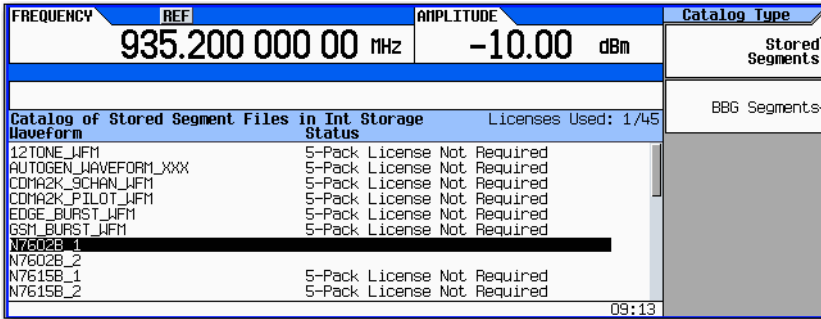 FREQUENCY REF AMPLITUDE Catalog Type
935.200 000 00 MHz -10.00 dBm
Stored
Segments
BBG Segments
Catalog of Stored Segment Files in Int Storage Licenses Used: 1/45
Waveform Status
12TONE_WFM 5-Pack License Not Required
AUTOGEN_WAVEFORM_XXX 5-Pack License Not Required
CDMA2K_9CHAN_WFM 5-Pack License Not Required
CDMA2K_PILOT_WFM 5-Pack License Not Required
EDGE_BURST_WFM 5-Pack License Not Required
GSM_BURST_WFM 5-Pack License Not Required
N7602B_1
N7602B_2
N7615B_1 5-Pack License Not Required
N7615B_2 5-Pack License Not Required
09:13